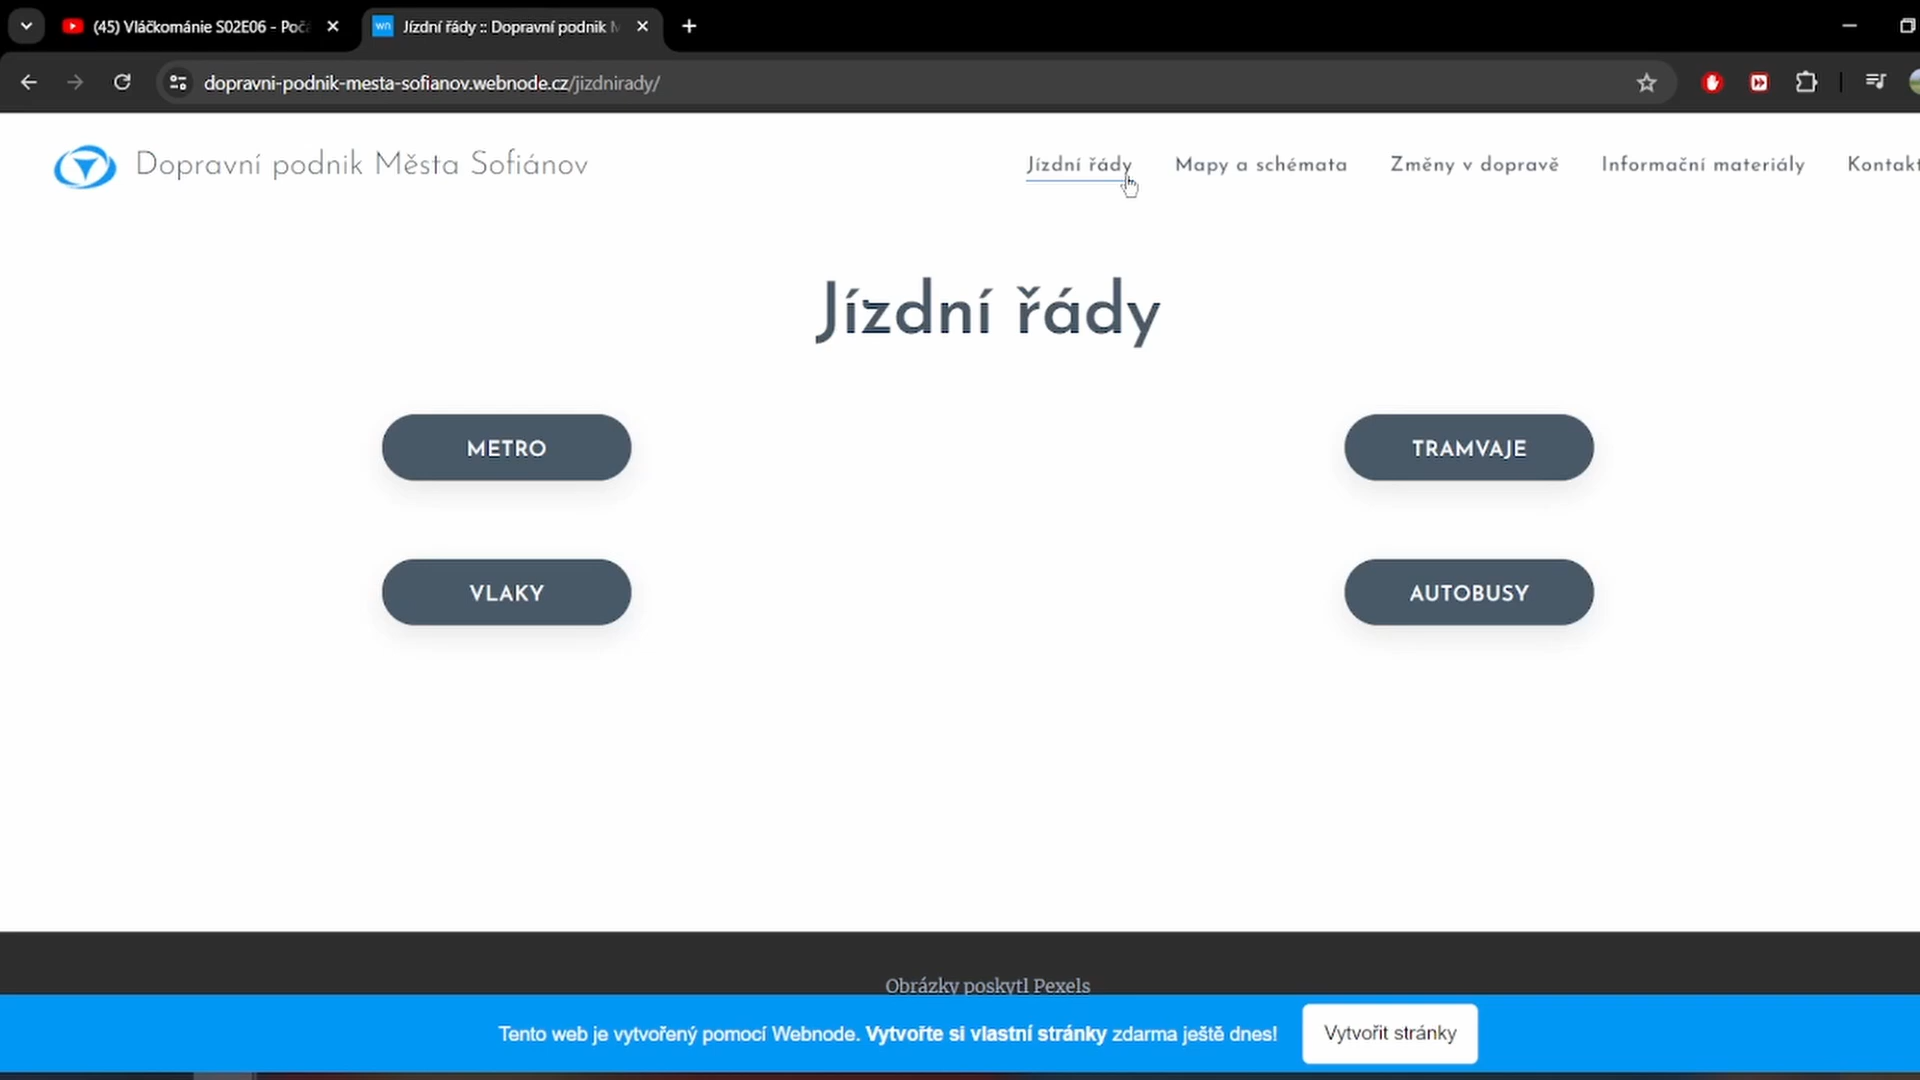 (45) Vláčkománie S02E06 - Poč
Jízdní řády :: Dopravní podnik M
dopravni-podnik-mesta-sofianov.webnode.cz/jizdnirady/
Dopravní podnik Města Sofiánov
Jízdní řády
Mapy a schémata
Změny v dopravě
Informační materiály
Kontakt
Jízdní řády
METRO
TRAMVAJE
VLAKY
AUTOBUSY
Obrázky poskytl Pexels
Tento web je vytvořený pomocí Webnode. Vytvořte si vlastní stránky zdarma ještě dnes!
Vytvořit stránky